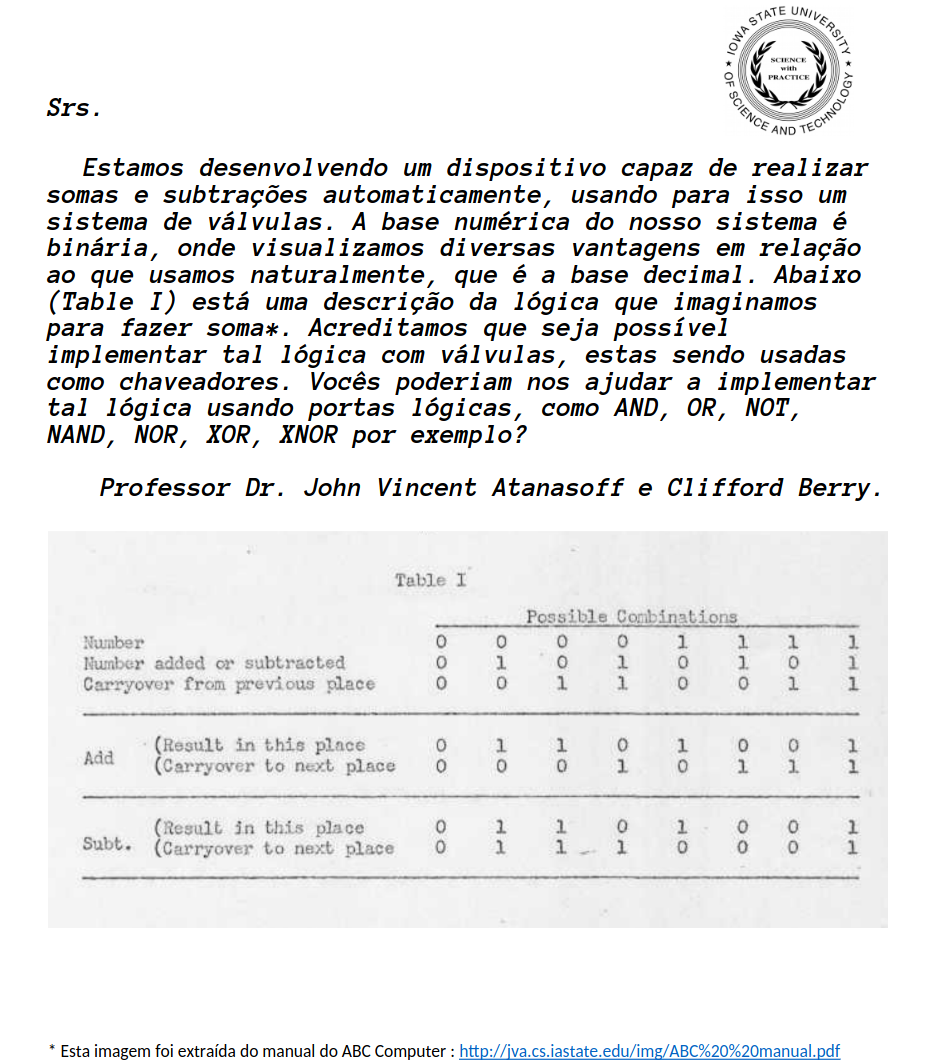 IOWA STATE UNIVERSITY
OF SCIENCE AND TECHNOLOGY
SCIENCE
with
PRACTICE
Srs.
Estamos desenvolvendo um dispositivo capaz de realizar
somas e subtrações automaticamente, usando para isso um
sistema de válvulas. A base numérica do nosso sistema é
binária, onde visualizamos diversas vantagens em relação
ao que usamos naturalmente, que é a base decimal. Abaixo
(Table I) está uma descrição da lógica que imaginamos
para fazer soma*. Acreditamos que seja possível
implementar tal lógica com válvulas, estas sendo usadas
como chaveadores. Vocês poderiam nos ajudar a implementar
tal lógica usando portas lógicas, como AND, OR, NOT,
NAND, NOR, XOR, XNOR por exemplo?
Professor Dr. John Vincent Atanasoff e Clifford Berry.
Table I
Possible Combinations
Number 0 0 0 0 1 1 1 1
Number added or subtracted 0 1 0 1 0 1 0 1
Carryover from previous place 0 0 1 1 0 0 1 1
Add (Result in this place 0 1 1 0 1 0 0 1
(Carryover to next place 0 0 0 1 0 1 1 1
Subt. (Result in this place 0 1 1 0 1 0 0 1
(Carryover to next place 0 1 1 1 0 0 0 1
* Esta imagem foi extraída do manual do ABC Computer : http://jva.cs.iastate.edu/img/ABC%20%20manual.pdf